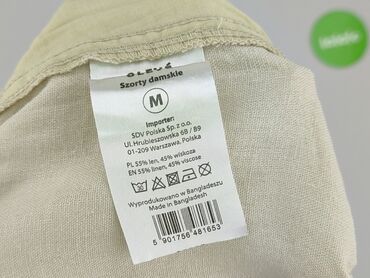 Szorty damskie
M
Importer:
SDV Polska Sp. z o.o.
Ul.Hrubieszowska 6B / B9
01-209 Warszawa, Polska
PL 55% len, 45% wiskoza
EN 55% linen, 45% viscose
Wyprodukowano w Bangladeszu
Made in Bangladesh
5 901756 481653